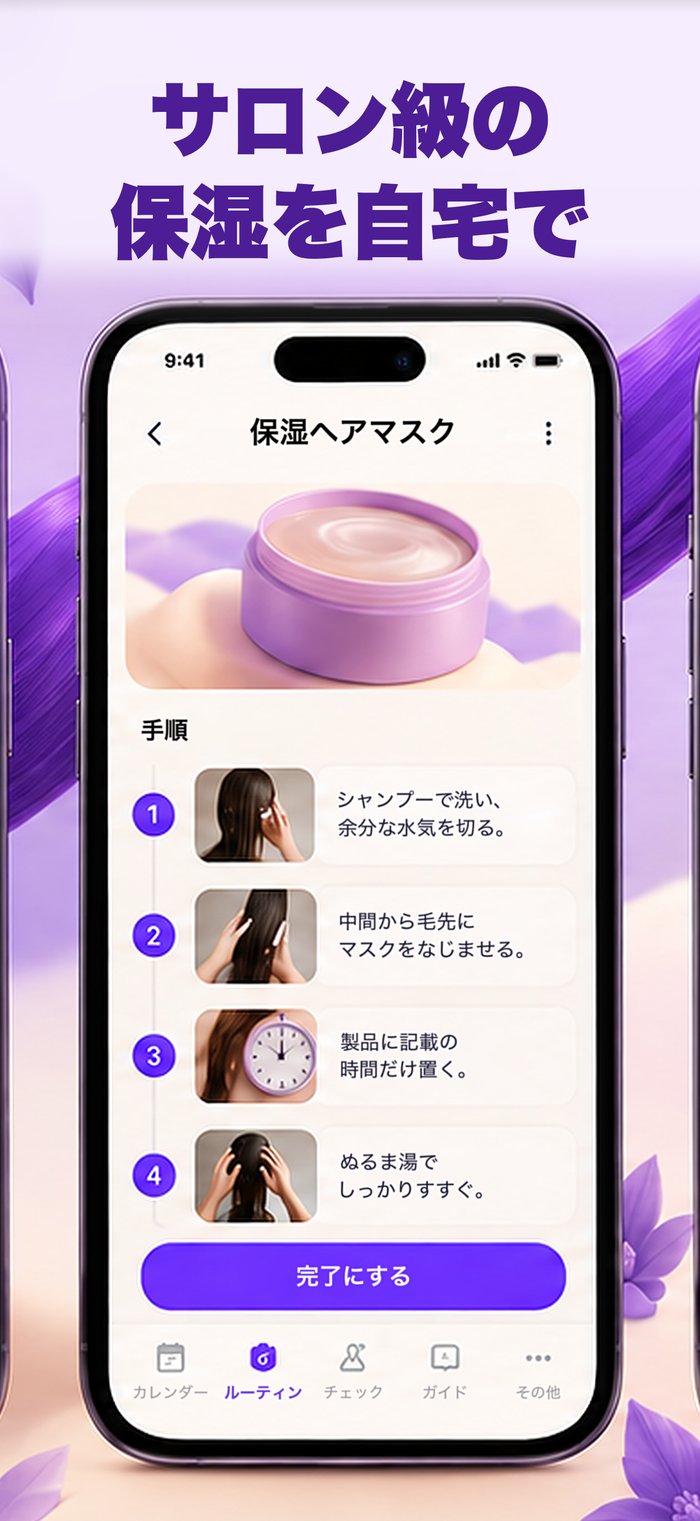 サロン級の
保湿を自宅で
9:41
保湿ヘアマスク
手順
1
シャンプーで洗い、
余分な水気を切る。
2
中間から毛先に
マスクをなじませる。
3
製品に記載の
時間だけ置く。
4
ぬるま湯で
しっかりすすぐ。
完了にする
カレンダー ルーティン チェック ガイド その他